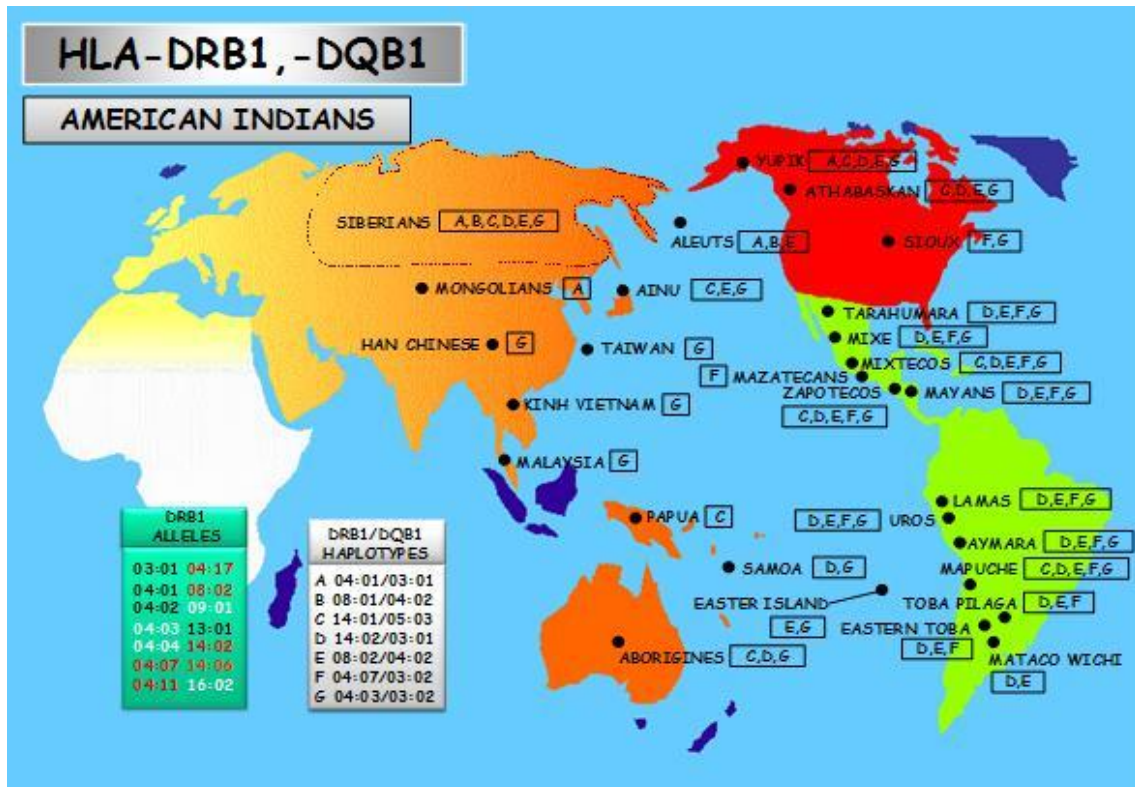 HLA-DRB1,-DQB1
AMERICAN INDIANS
YUPIK A,C,D,E,G
ATHABASKAN C,D,E,G
SIBERIANS A,B,C,D,E,G
ALEUTS A,B,E
SIOUX F,G
MONGOLIANS A
AINU C,E,G
TARAHUMARA D,E,F,G
MIXE D,E,F,G
HAN CHINESE G
TAIWAN G
MIXTECOS C,D,E,F,G
F MAZATECANS
ZAPOTECOS
C,D,E,F,G
MAYANS D,E,F,G
KINH VIETNAM G
MALAYSIA G
LAMAS D,E,F,G
PAPUA C
D,E,F,G UROS
AYMARA D,E,F,G
SAMOA D,G
MAPUCHE C,D,E,F,G
EASTER ISLAND
E,G
TOBA PILAGA D,E,F
EASTERN TOBA
D,E,F
ABORIGINES C,D,G
MATACO WICHI
D,E
DRB1
ALLELES
03:01 04:17
04:01 08:02
04:02 09:01
04:03 13:01
04:04 14:02
04:07 14:06
04:11 16:02
DRB1/DQB1
HAPLOTYPES
A 04:01/03:01
B 08:01/04:02
C 14:01/05:03
D 14:02/03:01
E 08:02/04:02
F 04:07/03:02
G 04:03/03:02